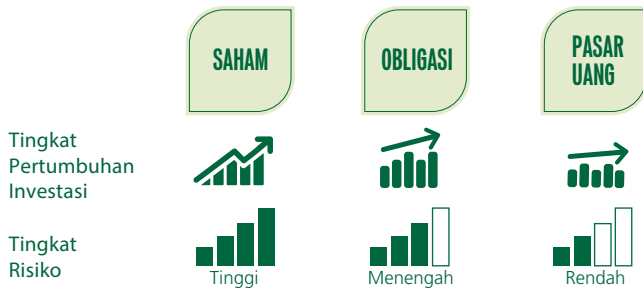 SAHAM
OBLIGASI
PASAR
UANG
Tingkat
Pertumbuhan
Investasi
Tingkat
Risiko
Tinggi
Menengah
Rendah